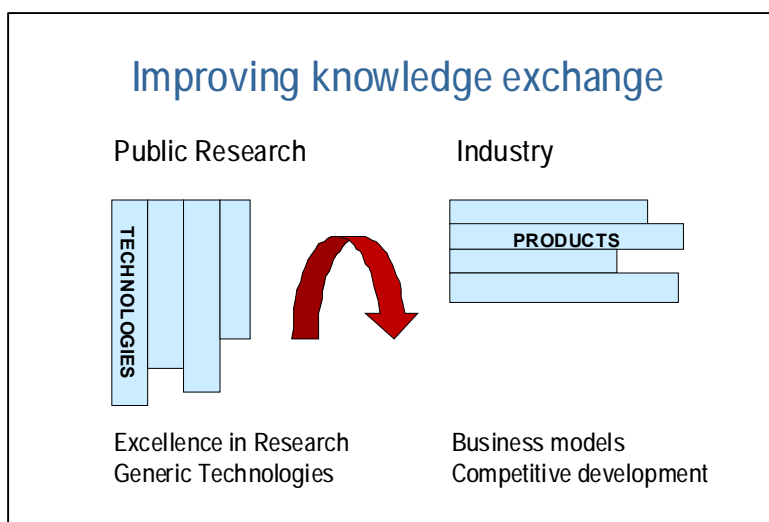 Improving knowledge exchange
Public Research
Industry
TECHNOLOGIES
PRODUCTS
Excellence in Research
Generic Technologies
Business models
Competitive development